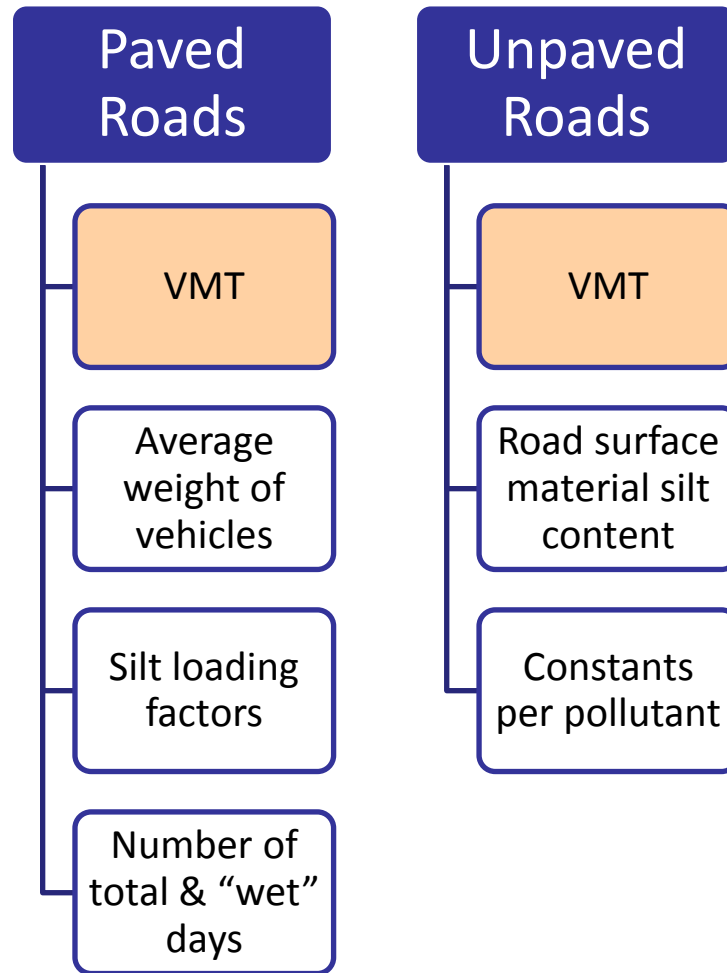 Paved
Roads
VMT
Average
weight of
vehicles
Silt loading
factors
Number of
total & “wet”
days
Unpaved
Roads
VMT
Road surface
material silt
content
Constants
per pollutant